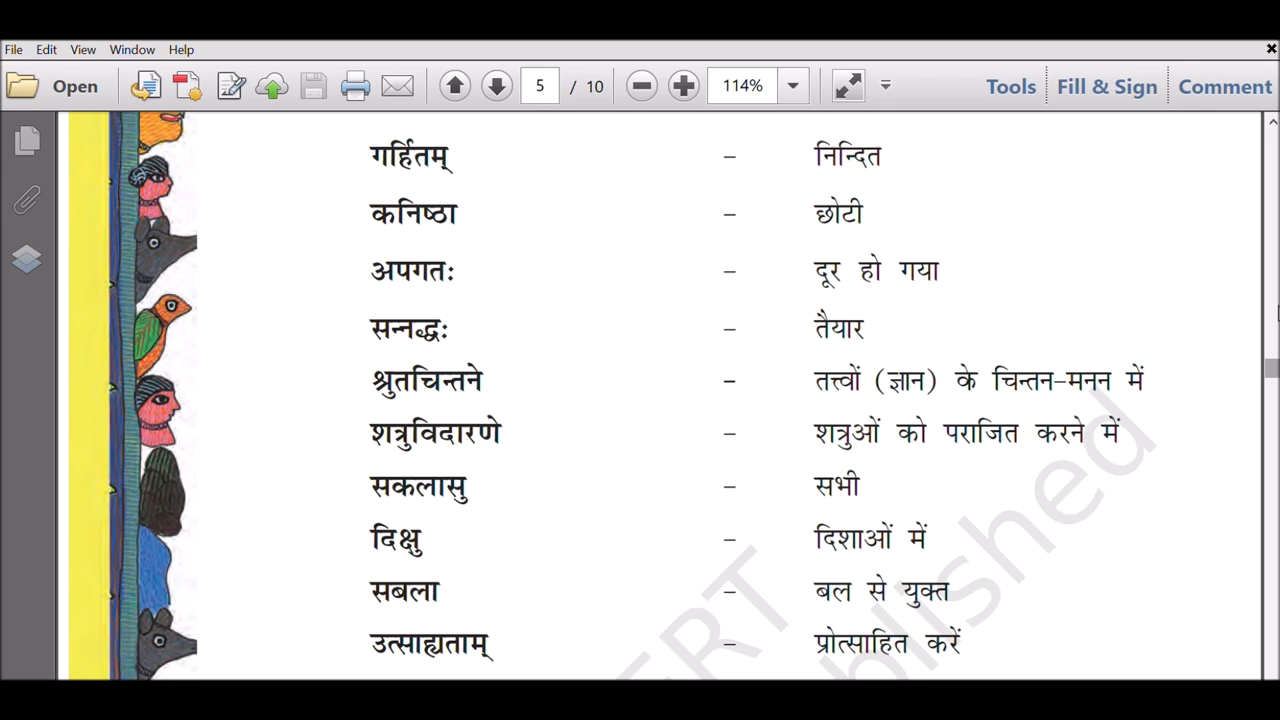 File Edit View Window Help
Open 5 / 10 114% Tools Fill & Sign Comment
गर्हितम् – निन्दित
कनिष्ठा – छोटी
अपगतः – दूर हो गया
सन्नद्धः – तैयार
श्रुतचिन्तने – तत्त्वों (ज्ञान) के चिन्तन-मनन में
शत्रुविदारणे – शत्रुओं को पराजित करने में
सकलासु – सभी
दिक्षु – दिशाओं में
सबला – बल से युक्त
उत्साह्यताम् – प्रोत्साहित करें